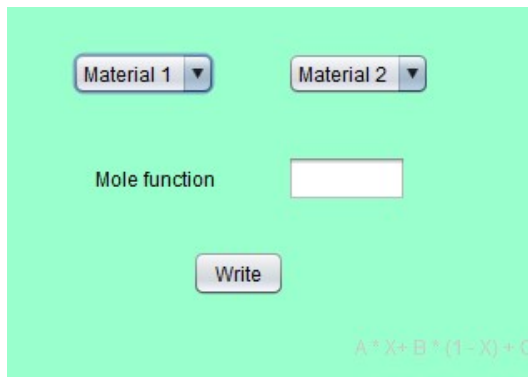 Material 1 Material 2
Mole function
Write
A * X+ B * (1 - X) + C